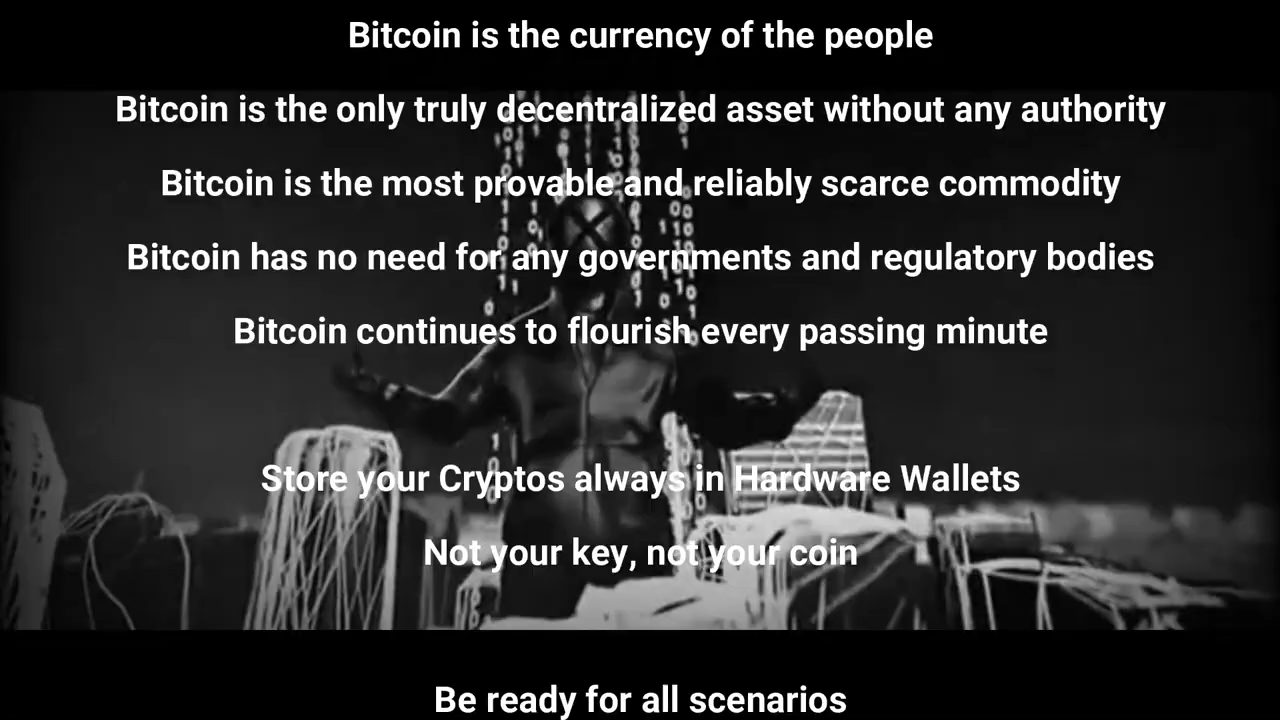 Bitcoin is the currency of the people
Bitcoin is the only truly decentralized asset without any authority
Bitcoin is the most provable and reliably scarce commodity
Bitcoin has no need for any governments and regulatory bodies
Bitcoin continues to flourish every passing minute
Store your Cryptos always in Hardware Wallets
Not your key, not your coin
Be ready for all scenarios